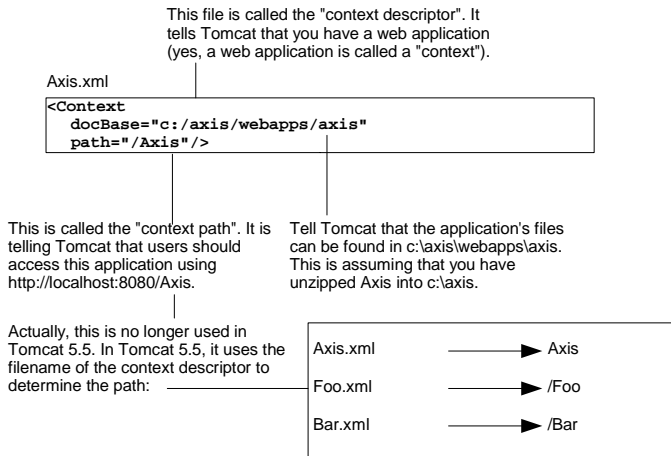 This file is called the "context descriptor". It
tells Tomcat that you have a web application
(yes, a web application is called a "context").
Axis.xml
<Context
docBase="c:/axis/webapps/axis"
path="/Axis"/>
This is called the "context path". It is
telling Tomcat that users should
access this application using
http://localhost:8080/Axis.
Tell Tomcat that the application's files
can be found in c:\axis\webapps\axis.
This is assuming that you have
unzipped Axis into c:\axis.
Actually, this is no longer used in
Tomcat 5.5. In Tomcat 5.5, it uses the
filename of the context descriptor to
determine the path:
Axis.xml Axis
Foo.xml /Foo
Bar.xml /Bar